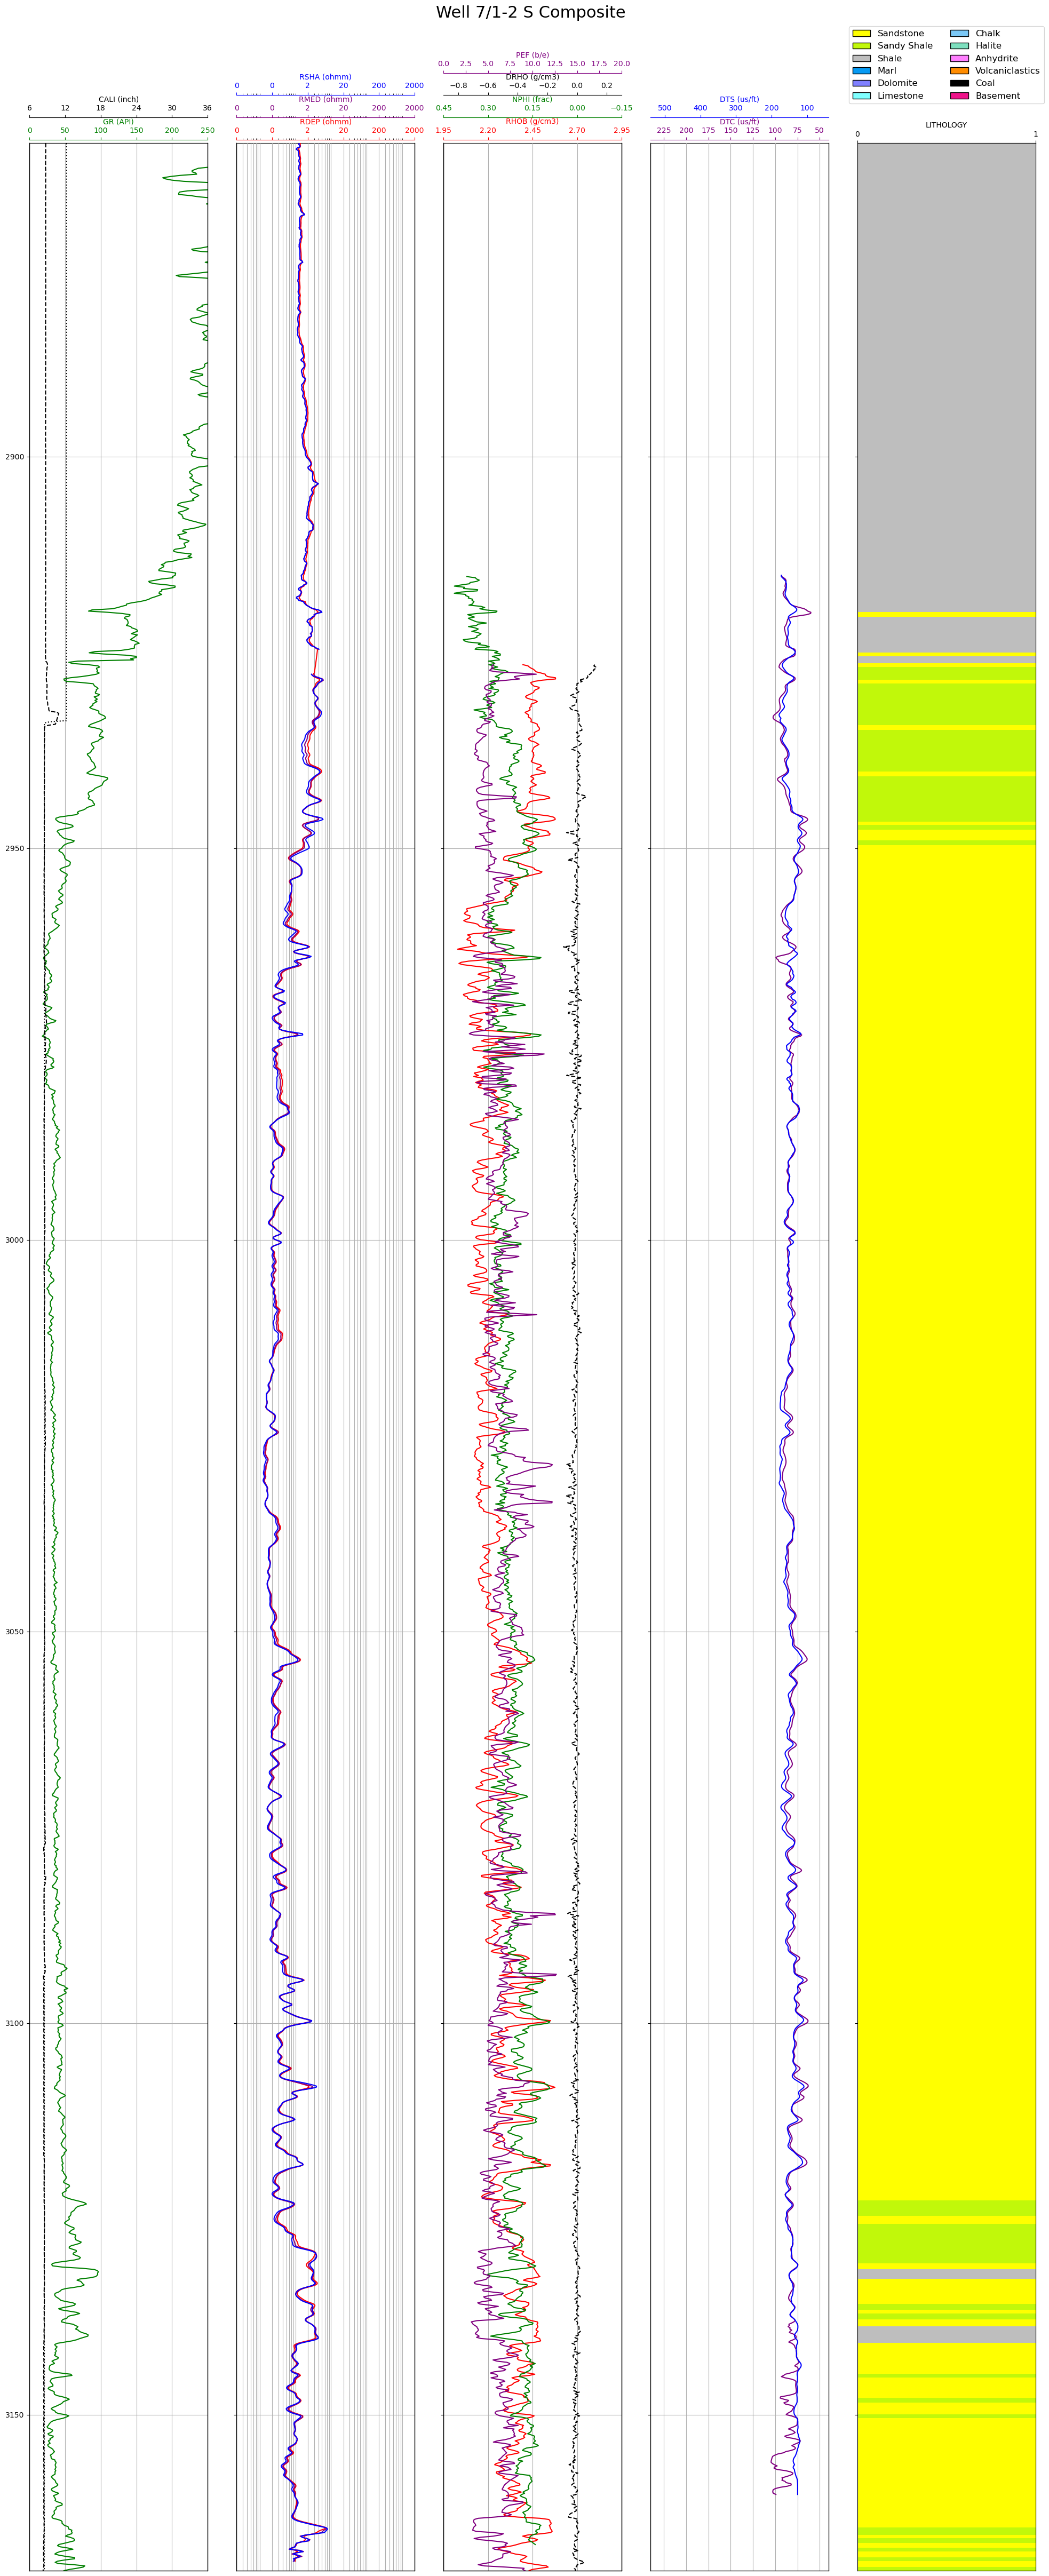 Well 7/1-2 S Composite
Sandstone Chalk
Sandy Shale Halite
Shale Anhydrite
Marl Volcaniclastics
Dolomite Coal
Limestone Basement
PEF (b/e)
0.0 2.5 5.0 7.5 10.0 12.5 15.0 17.5 20.0
RSHA (ohmm) DRHO (g/cm3)
0 0 2 20 200 2000 −0.8 −0.6 −0.4 −0.2 0.0 0.2
CALI (inch) RMED (ohmm) NPHI (frac) DTS (us/ft)
6 12 18 24 30 36 0 0 2 20 200 2000 0.45 0.30 0.15 0.00 −0.15 500 400 300 200 100
GR (API) RDEP (ohmm) RHOB (g/cm3) DTC (us/ft) LITHOLOGY
0 50 100 150 200 250 0 0 2 20 200 2000 1.95 2.20 2.45 2.70 2.95 225 175 150 125 100 75 50 0 1
2900
2950
3000
3050
3100
3150